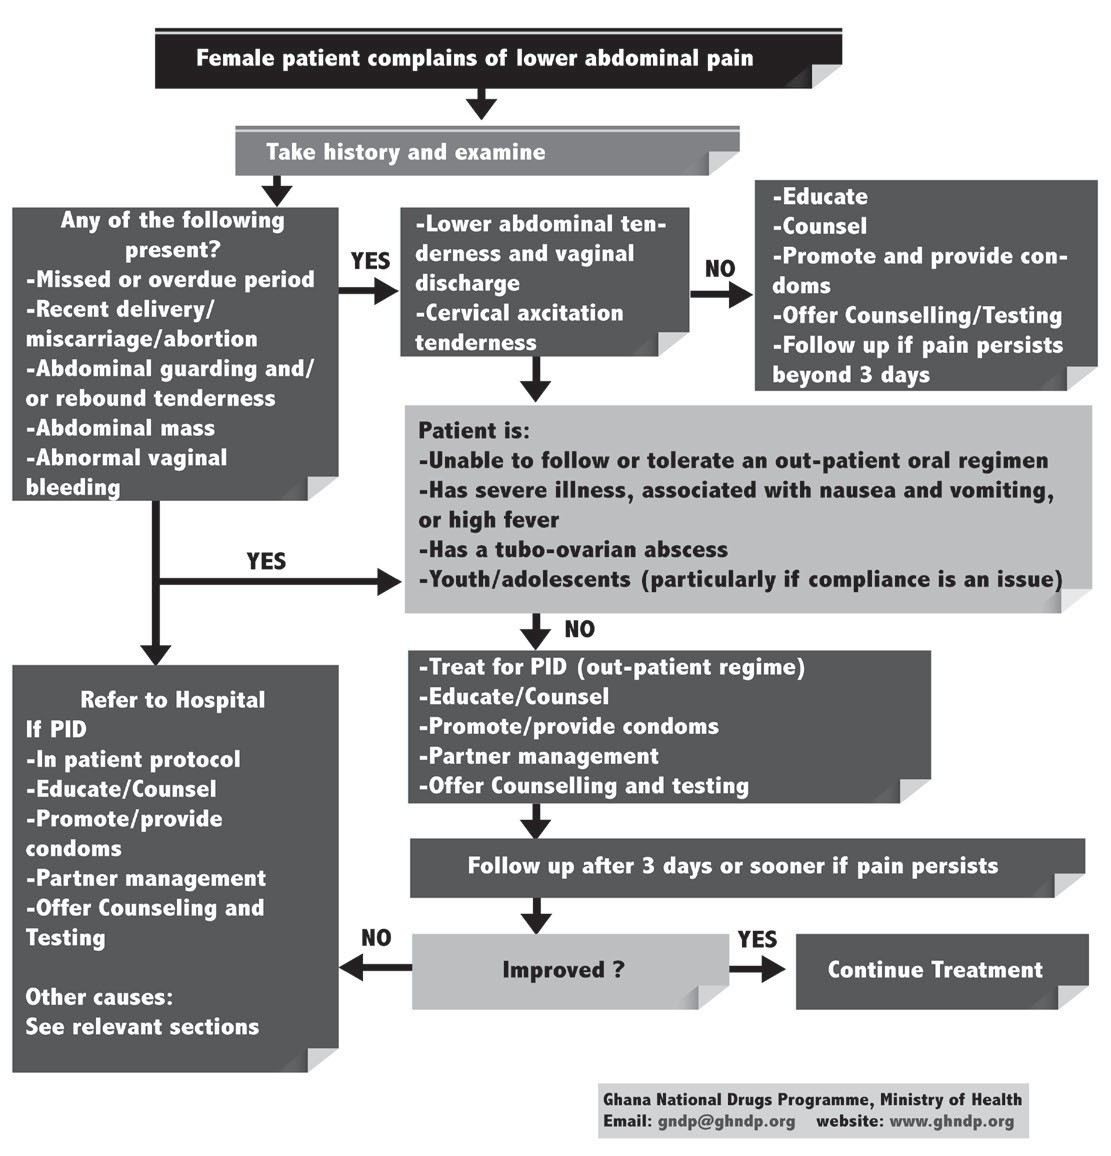 Female patient complains of lower abdominal pain
Take history and examine
Any of the following
present?
-Missed or overdue period
-Recent delivery/
miscarriage/abortion
-Abdominal guarding and/
or rebound tenderness
-Abdominal mass
-Abnormal vaginal
bleeding
YES
-Lower abdominal ten-
derness and vaginal
discharge
-Cervical axcitation
tenderness
NO
-Educate
-Counsel
-Promote and provide con-
doms
-Offer Counselling/Testing
-Follow up if pain persists
beyond 3 days
YES
Patient is:
-Unable to follow or tolerate an out-patient oral regimen
-Has severe illness, associated with nausea and vomiting,
or high fever
-Has a tubo-ovarian abscess
-Youth/adolescents (particularly if compliance is an issue)
NO
-Treat for PID (out-patient regime)
-Educate/Counsel
-Promote/provide condoms
-Partner management
-Offer Counselling and testing
Refer to Hospital
If PID
-In patient protocol
-Educate/Counsel
-Promote/provide
condoms
-Partner management
-Offer Counseling and
Testing
Other causes:
See relevant sections
Follow up after 3 days or sooner if pain persists
NO
Improved ?
YES
Continue Treatment
Ghana National Drugs Programme, Ministry of Health
Email: gndp@ghndp.org website: www.ghndp.org